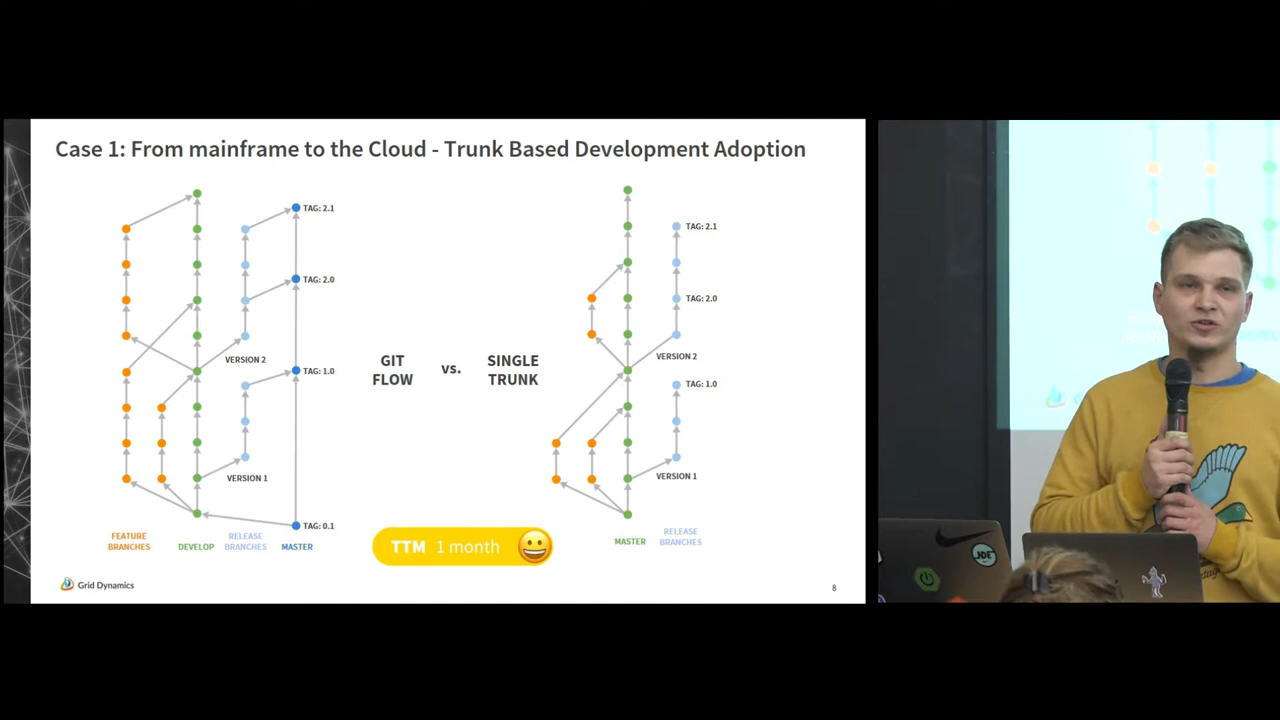 Case 1: From mainframe to the Cloud - Trunk Based Development Adoption
TAG: 2.1
TAG: 2.0
VERSION 2
TAG: 1.0
VERSION 1
TAG: 0.1
FEATURE
BRANCHES
DEVELOP
RELEASE
BRANCHES
MASTER
GIT
FLOW
vs.
SINGLE
TRUNK
TTM 1 month
TAG: 2.1
TAG: 2.0
VERSION 2
TAG: 1.0
VERSION 1
MASTER
RELEASE
BRANCHES
Grid Dynamics
8
JDE